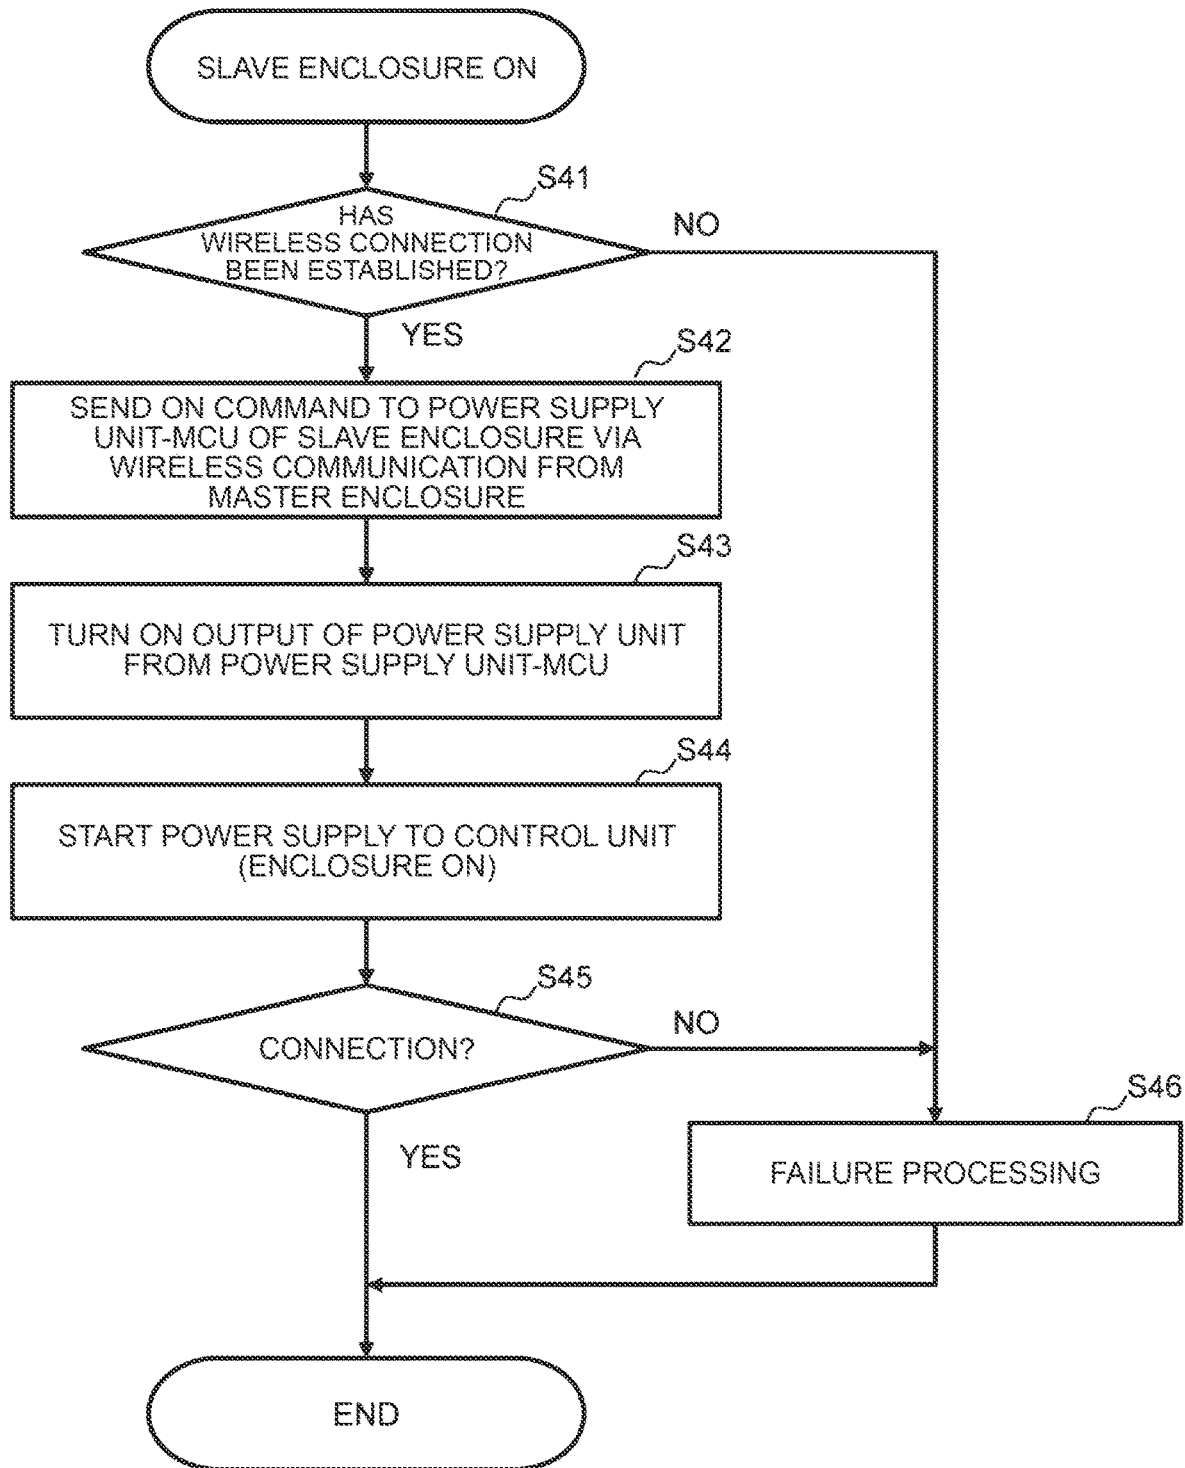 SLAVE ENCLOSURE ON
S41
HAS
WIRELESS CONNECTION
BEEN ESTABLISHED?
NO
YES
S42
SEND ON COMMAND TO POWER SUPPLY
UNIT-MCU OF SLAVE ENCLOSURE VIA
WIRELESS COMMUNICATION FROM
MASTER ENCLOSURE
S43
TURN ON OUTPUT OF POWER SUPPLY UNIT
FROM POWER SUPPLY UNIT-MCU
S44
START POWER SUPPLY TO CONTROL UNIT
(ENCLOSURE ON)
S45
CONNECTION?
NO
YES
S46
FAILURE PROCESSING
END